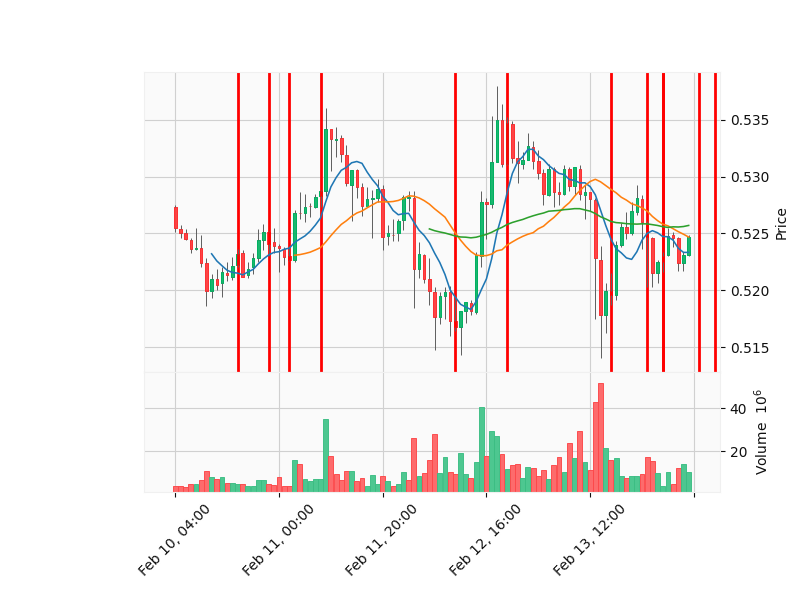 0.535
0.530
0.525
0.520
0.515
Price
40
20
Volume 10^6
Feb 10, 04:00
Feb 11, 00:00
Feb 11, 20:00
Feb 12, 16:00
Feb 13, 12:00